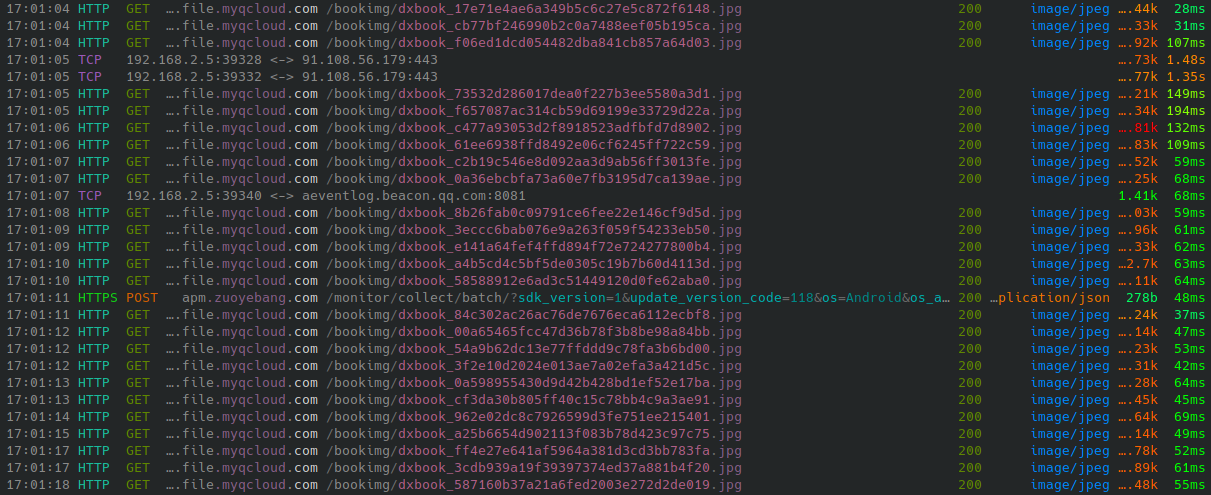 17:01:04 HTTP GET ….file.myqcloud.com /bookimg/dxbook_17e71e4ae6a349b5c6c27e5c872f6148.jpg 200 image/jpeg ….44k 28ms
17:01:04 HTTP GET ….file.myqcloud.com /bookimg/dxbook_cb77bf246990b2c0a7488eef05b195ca.jpg 200 image/jpeg ….33k 31ms
17:01:04 HTTP GET ….file.myqcloud.com /bookimg/dxbook_f06ed1dcd054482dba841cb857a64d03.jpg 200 image/jpeg ….92k 107ms
17:01:05 TCP 192.168.2.5:39328 <-> 91.108.56.179:443 ….73k 1.48s
17:01:05 TCP 192.168.2.5:39332 <-> 91.108.56.179:443 ….77k 1.35s
17:01:05 HTTP GET ….file.myqcloud.com /bookimg/dxbook_73532d286017dea0f227b3ee5580a3d1.jpg 200 image/jpeg ….21k 149ms
17:01:05 HTTP GET ….file.myqcloud.com /bookimg/dxbook_f657087ac314cb59d69199e33729d22a.jpg 200 image/jpeg ….34k 194ms
17:01:06 HTTP GET ….file.myqcloud.com /bookimg/dxbook_c477a93053d2f8918523adfbfd7d8902.jpg 200 image/jpeg ….81k 132ms
17:01:06 HTTP GET ….file.myqcloud.com /bookimg/dxbook_61ee6938ffd8492e06cf6245ff722c59.jpg 200 image/jpeg ….83k 109ms
17:01:07 HTTP GET ….file.myqcloud.com /bookimg/dxbook_c2b19c546e8d092aa3d9ab56ff3013fe.jpg 200 image/jpeg ….52k 59ms
17:01:07 HTTP GET ….file.myqcloud.com /bookimg/dxbook_0a36ebcbfa73a60e7fb3195d7ca139ae.jpg 200 image/jpeg ….25k 68ms
17:01:07 TCP 192.168.2.5:39340 <-> aeventlog.beacon.qq.com:8081 1.41k 68ms
17:01:08 HTTP GET ….file.myqcloud.com /bookimg/dxbook_8b26fab0c09791ce6fee22e146cf9d5d.jpg 200 image/jpeg ….03k 59ms
17:01:09 HTTP GET ….file.myqcloud.com /bookimg/dxbook_3eccc6bab076e9a263f059f54233eb50.jpg 200 image/jpeg ….96k 61ms
17:01:09 HTTP GET ….file.myqcloud.com /bookimg/dxbook_e141a64fef4ffd894f72e724277800b4.jpg 200 image/jpeg ….33k 62ms
17:01:10 HTTP GET ….file.myqcloud.com /bookimg/dxbook_a4b5cd4c5bf5de0305c19b7b60d4113d.jpg 200 image/jpeg …2.7k 63ms
17:01:10 HTTP GET ….file.myqcloud.com /bookimg/dxbook_58588912e6ad3c51449120d0fe62aba0.jpg 200 image/jpeg ….11k 64ms
17:01:11 HTTPS POST apm.zuoyebang.com /monitor/collect/batch/?sdk_version=1&update_version_code=118&os=Android&os_a… 200 …plication/json 278b 48ms
17:01:11 HTTP GET ….file.myqcloud.com /bookimg/dxbook_84c302ac26ac76de7676eca6112ecbf8.jpg 200 image/jpeg ….24k 37ms
17:01:12 HTTP GET ….file.myqcloud.com /bookimg/dxbook_00a65465fcc47d36b78f3b8be98a84bb.jpg 200 image/jpeg ….14k 47ms
17:01:12 HTTP GET ….file.myqcloud.com /bookimg/dxbook_54a9b62dc13e77ffddd9c78fa3b6bd00.jpg 200 image/jpeg ….23k 53ms
17:01:12 HTTP GET ….file.myqcloud.com /bookimg/dxbook_3f2e10d2024e013ae7a02efa3a421d5c.jpg 200 image/jpeg ….31k 42ms
17:01:13 HTTP GET ….file.myqcloud.com /bookimg/dxbook_0a598955430d9d42b428bd1ef52e17ba.jpg 200 image/jpeg ….28k 64ms
17:01:13 HTTP GET ….file.myqcloud.com /bookimg/dxbook_cf3da30b805ff40c15c78bb4c9a3ae91.jpg 200 image/jpeg ….45k 45ms
17:01:14 HTTP GET ….file.myqcloud.com /bookimg/dxbook_962e02dc8c7926599d3fe751ee215401.jpg 200 image/jpeg ….64k 69ms
17:01:15 HTTP GET ….file.myqcloud.com /bookimg/dxbook_a25b6654d902113f083b78d423c97c75.jpg 200 image/jpeg ….14k 49ms
17:01:17 HTTP GET ….file.myqcloud.com /bookimg/dxbook_ff4e27e641af5964a381d3cd3bb783fa.jpg 200 image/jpeg ….78k 52ms
17:01:17 HTTP GET ….file.myqcloud.com /bookimg/dxbook_3cdb939a19f39397374ed37a881b4f20.jpg 200 image/jpeg ….89k 61ms
17:01:18 HTTP GET ….file.myqcloud.com /bookimg/dxbook_587160b37a21a6fed2003e272d2de019.jpg 200 image/jpeg ….48k 55ms